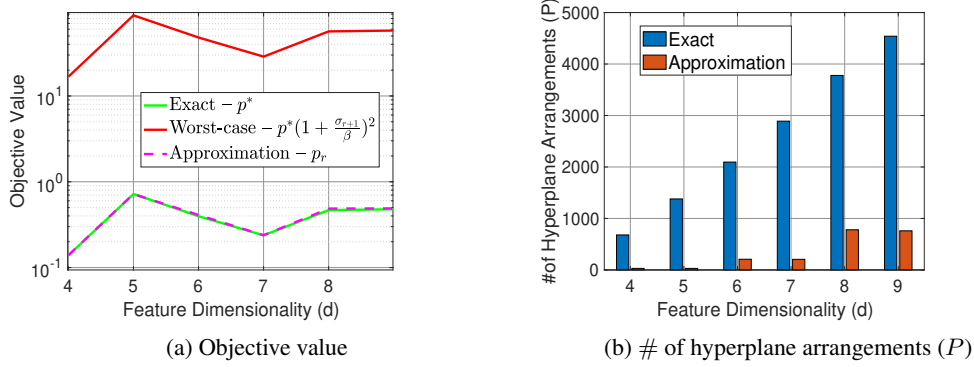 Objective Value
10^1
10^0
10^-1
Exact – p*
Worst-case – p*(1 + σ_{r+1}/β)^2
Approximation – p_r
4 5 6 7 8
Feature Dimensionality (d)
(a) Objective value
#of Hyperplane Arrangements (P)
5000
4000
3000
2000
1000
0
Exact
Approximation
4 5 6 7 8 9
Feature Dimensionality (d)
(b) # of hyperplane arrangements (P)